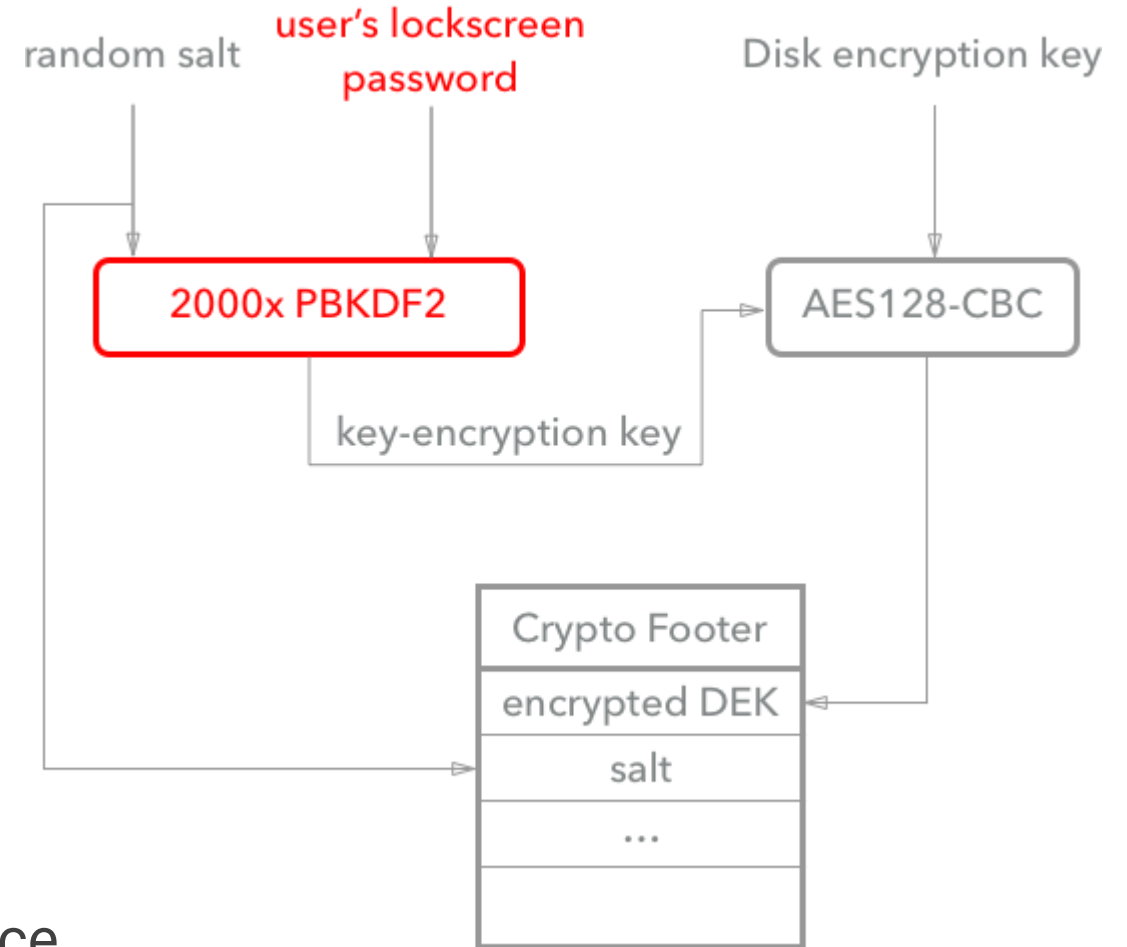 random salt
user's lockscreen
password
Disk encryption key
2000x PBKDF2
AES128-CBC
key-encryption key
Crypto Footer
encrypted DEK
salt
...